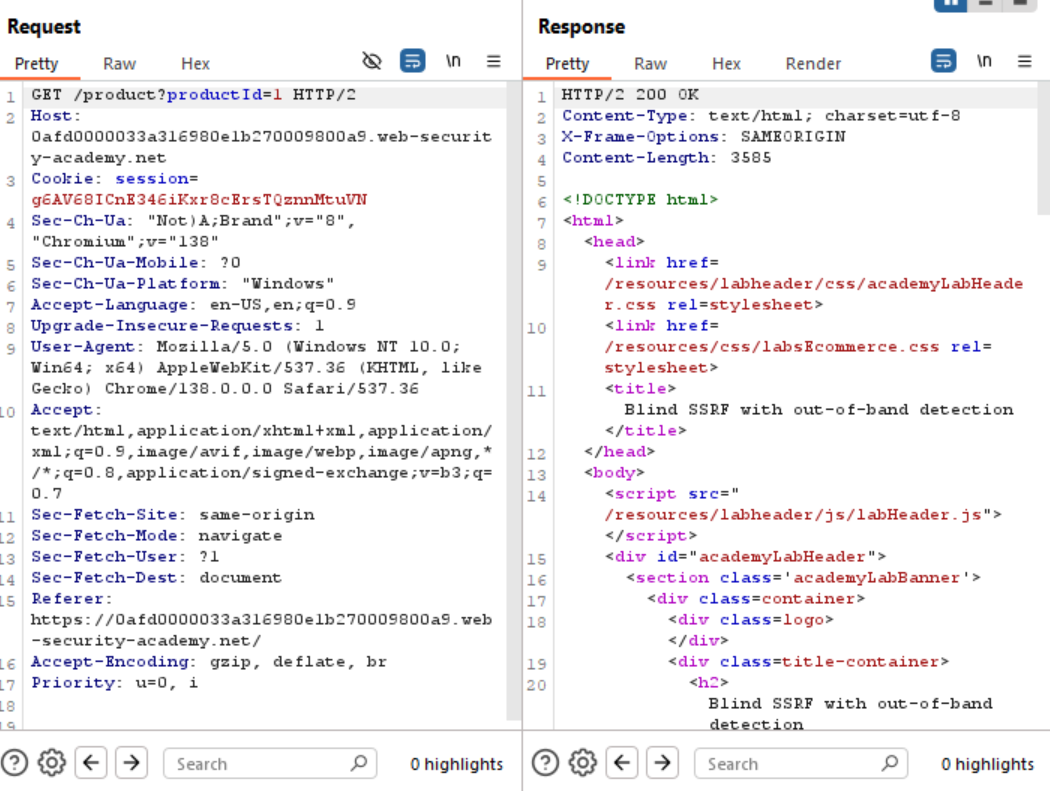 Request
Pretty Raw Hex \n
1 GET /product?productId=1 HTTP/2
2 Host:
0afd0000033a316980e1b270009800a9.web-securit
y-academy.net
3 Cookie: session=
g6AV68ICnE346iKxr8cErsTQznnMtuVN
4 Sec-Ch-Ua: "Not)A;Brand";v="8",
"Chromium";v="138"
5 Sec-Ch-Ua-Mobile: ?0
6 Sec-Ch-Ua-Platform: "Windows"
7 Accept-Language: en-US,en;q=0.9
8 Upgrade-Insecure-Requests: 1
9 User-Agent: Mozilla/5.0 (Windows NT 10.0;
Win64; x64) AppleWebKit/537.36 (KHTML, like
Gecko) Chrome/138.0.0.0 Safari/537.36
10 Accept:
text/html,application/xhtml+xml,application/
xml;q=0.9,image/avif,image/webp,image/apng,*
/*;q=0.8,application/signed-exchange;v=b3;q=
0.7
11 Sec-Fetch-Site: same-origin
12 Sec-Fetch-Mode: navigate
13 Sec-Fetch-User: ?1
14 Sec-Fetch-Dest: document
15 Referer:
https://0afd0000033a316980e1b270009800a9.web
-security-academy.net/
16 Accept-Encoding: gzip, deflate, br
17 Priority: u=0, i
18
19
Search 0 highlights
Response
Pretty Raw Hex Render \n
1 HTTP/2 200 OK
2 Content-Type: text/html; charset=utf-8
3 X-Frame-Options: SAMEORIGIN
4 Content-Length: 3585
5
6 <!DOCTYPE html>
7 <html>
8 <head>
9 <link href=
/resources/labheader/css/academyLabHeade
r.css rel=stylesheet>
10 <link href=
/resources/css/labsEcommerce.css rel=
stylesheet>
11 <title>
Blind SSRF with out-of-band detection
</title>
12 </head>
13 <body>
14 <script src="
/resources/labheader/js/labHeader.js">
</script>
15 <div id="academyLabHeader">
16 <section class='academyLabBanner'>
17 <div class=container>
18 <div class=logo>
</div>
19 <div class=title-container>
20 <h2>
Blind SSRF with out-of-band
detection
Search 0 highlights